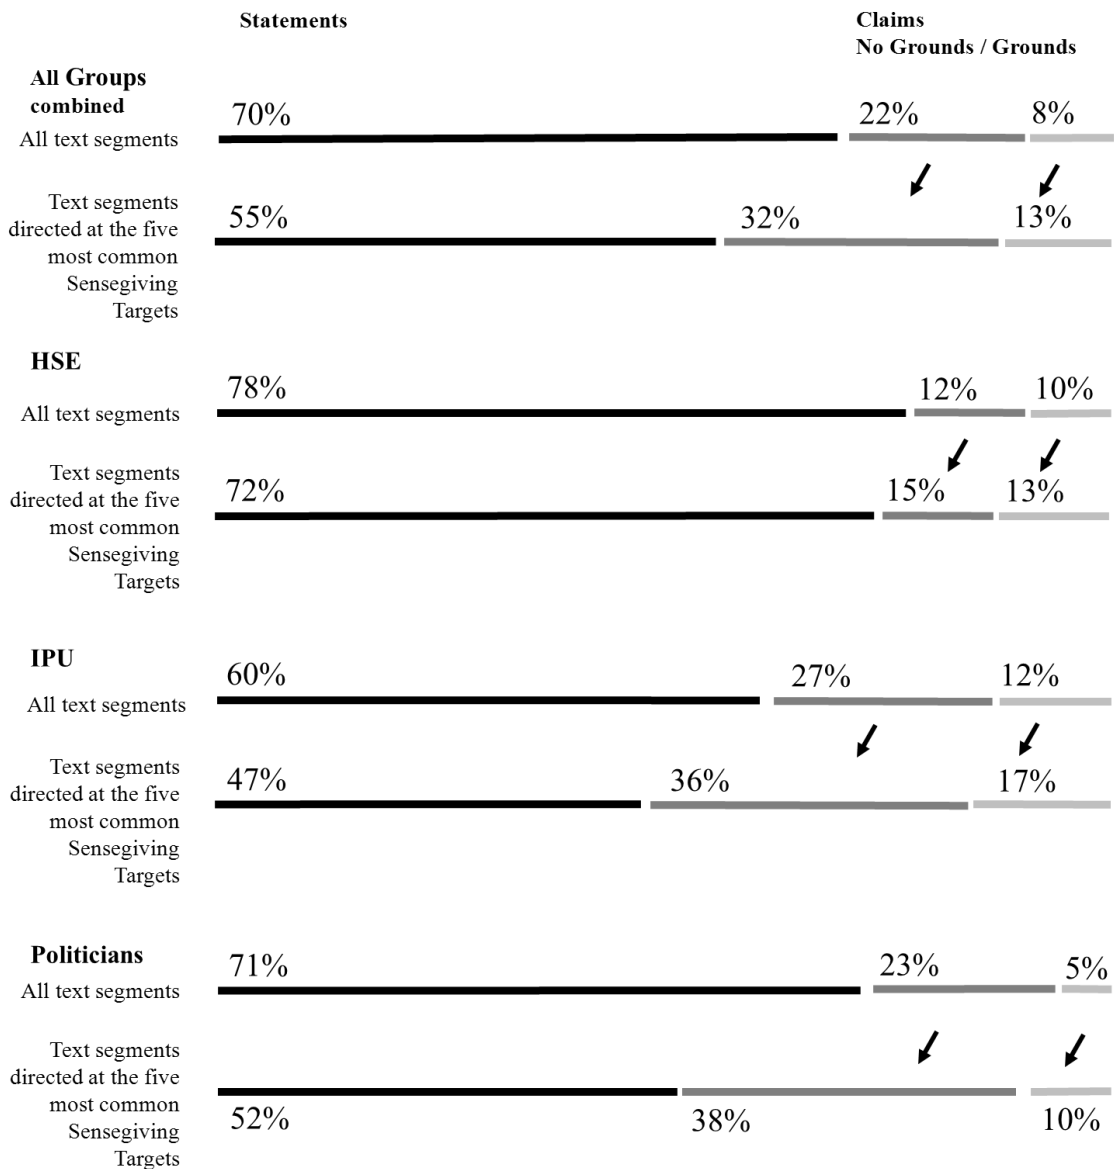 Statements
Claims
No Grounds / Grounds
All Groups
combined
70%
22%
8%
All text segments
Text segments
directed at the five
most common
Sensegiving
Targets
55%
32%
13%
HSE
78%
12%
10%
All text segments
Text segments
directed at the five
most common
Sensegiving
Targets
72%
15%
13%
IPU
60%
27%
12%
All text segments
Text segments
directed at the five
most common
Sensegiving
Targets
47%
36%
17%
Politicians
71%
23%
5%
All text segments
Text segments
directed at the five
most common
Sensegiving
Targets
52%
38%
10%